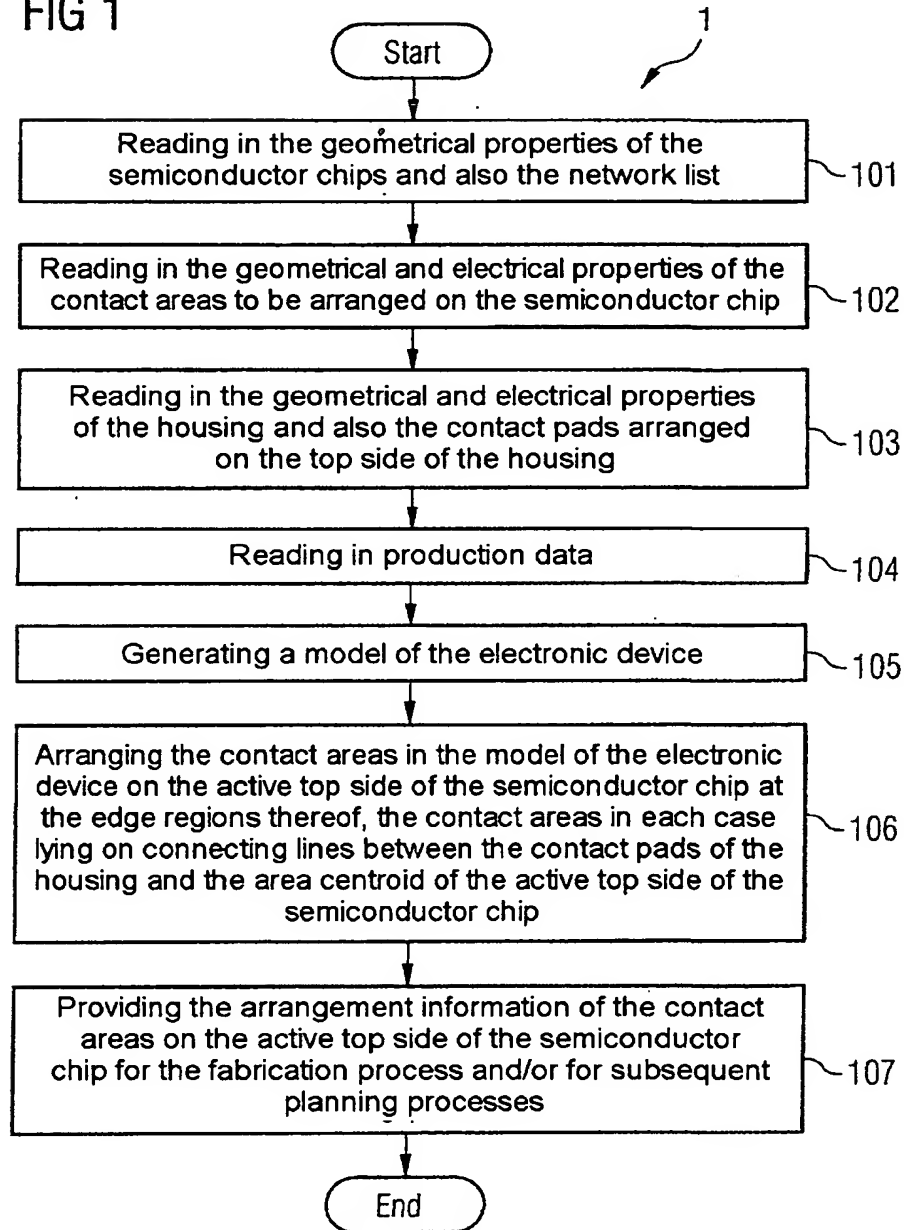 FIG 1
1
Start
Reading in the geometrical properties of the
semiconductor chips and also the network list
101
Reading in the geometrical and electrical properties of the
contact areas to be arranged on the semiconductor chip
102
Reading in the geometrical and electrical properties
of the housing and also the contact pads arranged
on the top side of the housing
103
Reading in production data
104
Generating a model of the electronic device
105
Arranging the contact areas in the model of the electronic
device on the active top side of the semiconductor chip at
the edge regions thereof, the contact areas in each case
lying on connecting lines between the contact pads of the
housing and the area centroid of the active top side of the
semiconductor chip
106
Providing the arrangement information of the contact
areas on the active top side of the semiconductor
chip for the fabrication process and/or for subsequent
planning processes
107
End